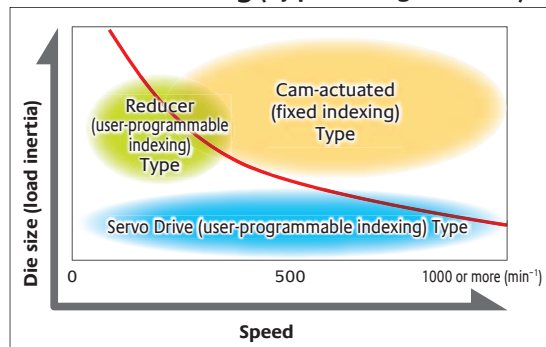 Reducer
(user-programmable
indexing)
Type
Cam-actuated
(fixed indexing)
Type
Servo Drive (user-programmable indexing) Type
Die size (load inertia)
0
500
1000 or more (min⁻¹)
Speed